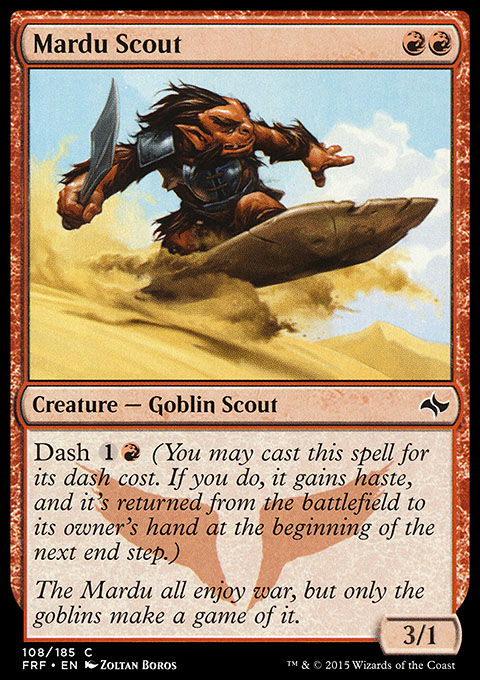 Mardu Scout
Creature — Goblin Scout
Dash 1 (You may cast this spell for
its dash cost. If you do, it gains haste,
and it's returned from the battlefield to
its owner's hand at the beginning of the
next end step.)
The Mardu all enjoy war, but only the
goblins make a game of it.
3/1
108/185 C
FRF • EN Zoltan Boros
™ & © 2015 Wizards of the Coast